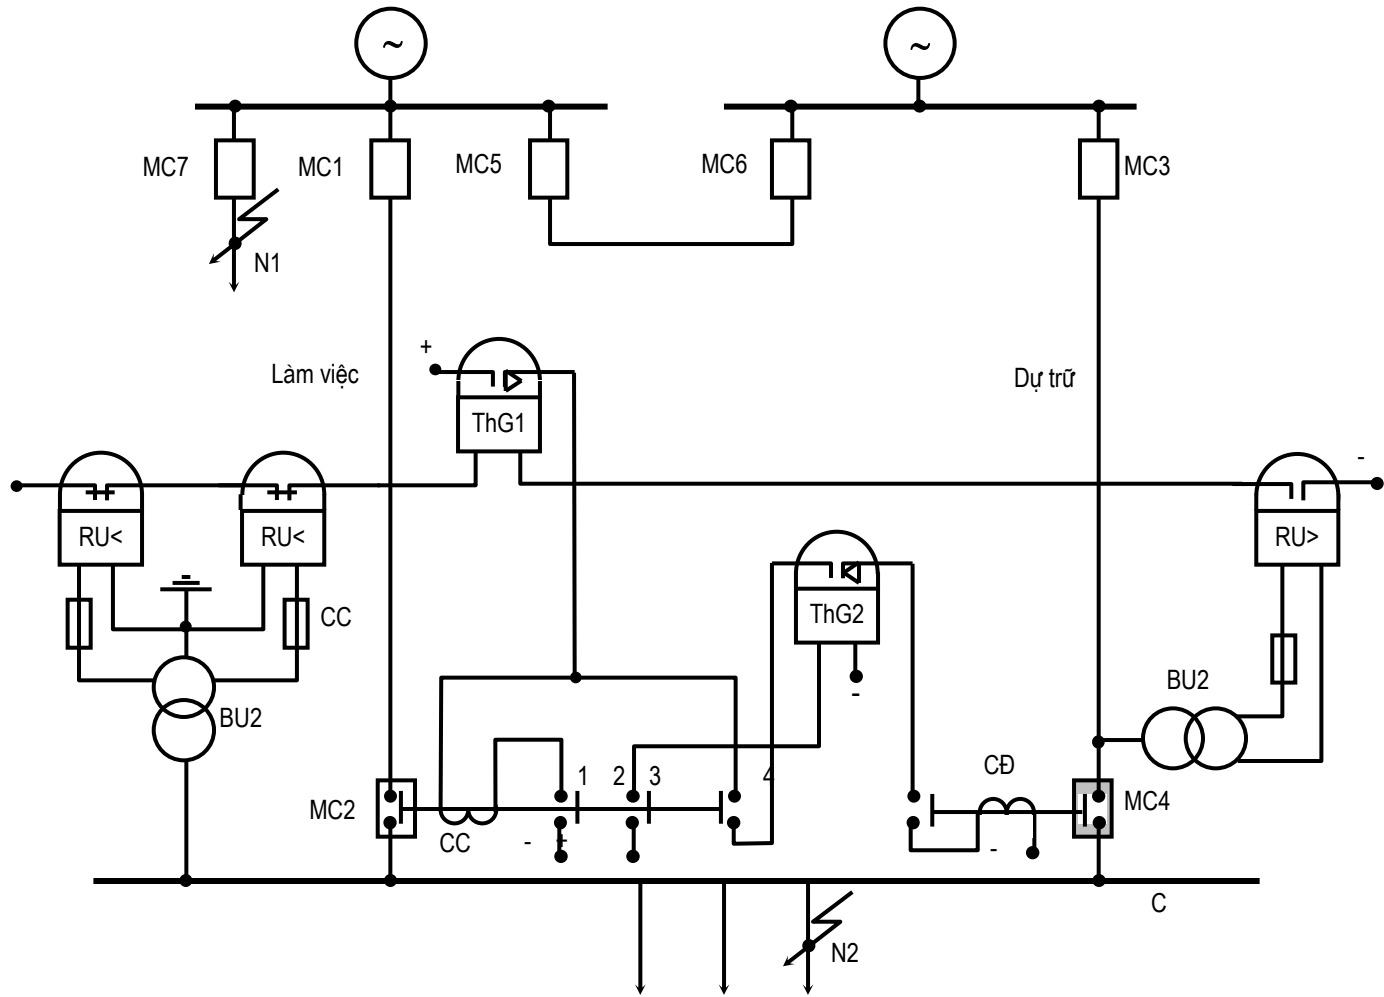 ~
~
MC7
MC1
MC5
MC6
MC3
N1
+
Làm việc
Dự trữ
ThG1
-
RU<
RU<
RU>
ThG2
CC
BU2
-
BU2
1
2
3
4
CĐ
MC2
MC4
CC
-
+
-
C
N2